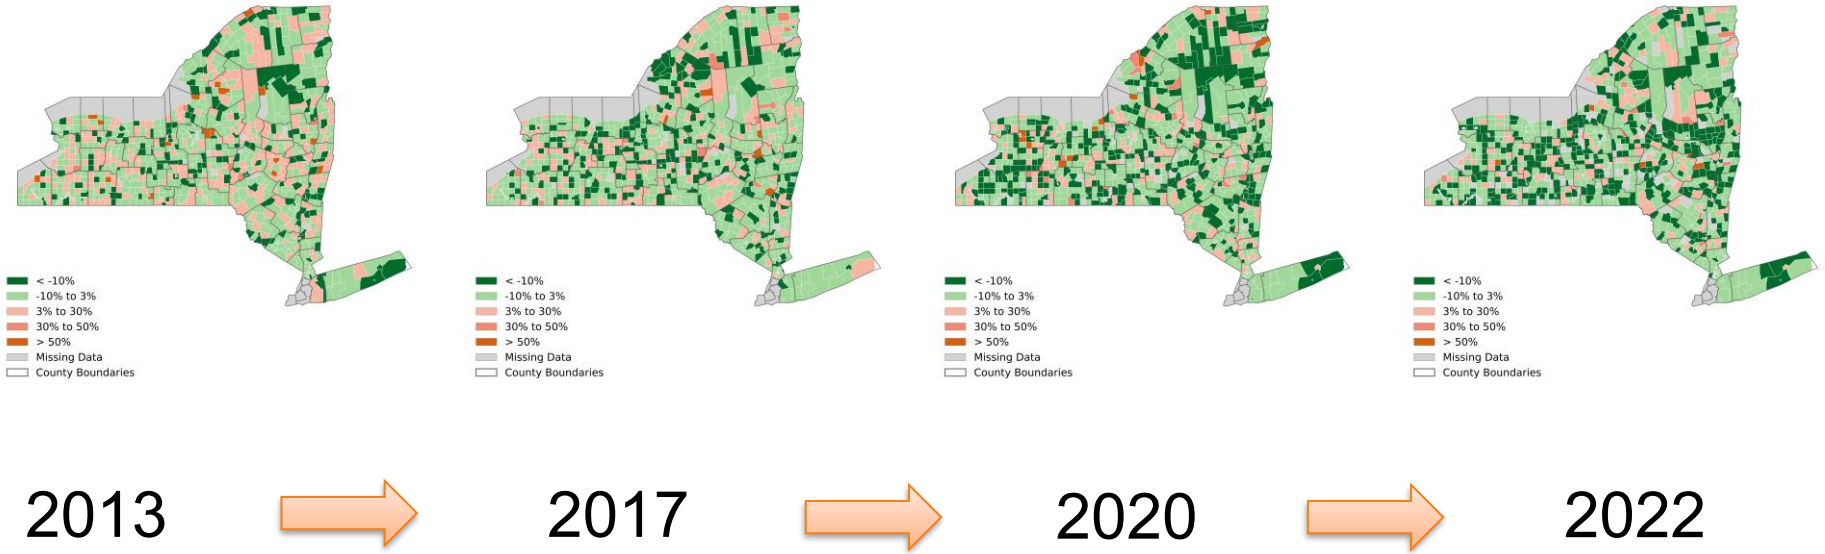 < -10%
-10% to 3%
3% to 30%
30% to 50%
> 50%
Missing Data
County Boundaries
< -10%
-10% to 3%
3% to 30%
30% to 50%
> 50%
Missing Data
County Boundaries
< -10%
-10% to 3%
3% to 30%
30% to 50%
> 50%
Missing Data
County Boundaries
< -10%
-10% to 3%
3% to 30%
30% to 50%
> 50%
Missing Data
County Boundaries
2013
2017
2020
2022